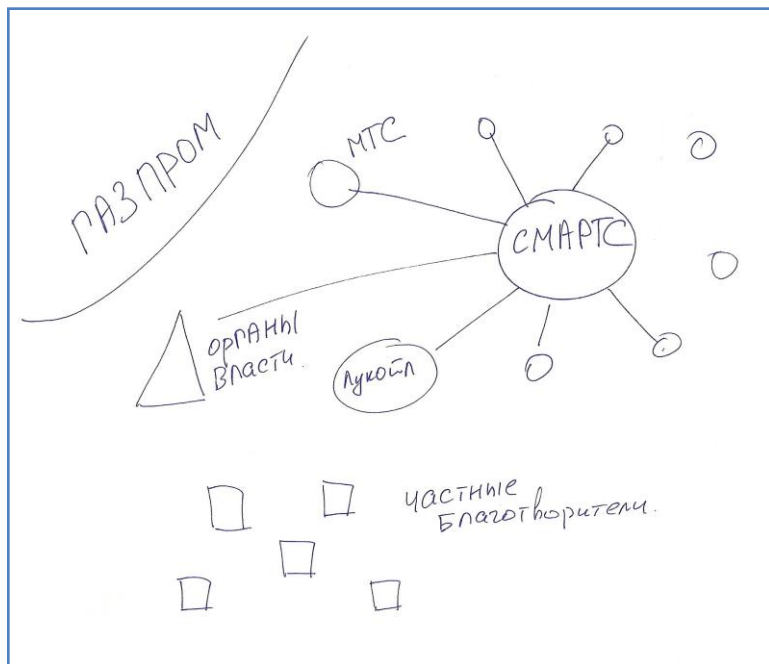 ГАЗПРОМ
МТС
СМАРТС
ОРГАНЫ
ВЛАСТИ.
Лукойл
ЧАСТНЫЕ
БЛАГОТВОРИТЕЛИ.